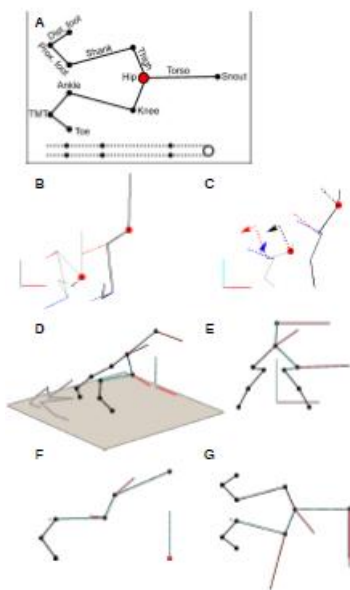 A
Dist. foot
Prox. foot
Shank
Thigh
Hip
Torso
Snout
Ankle
Knee
TMT
Toe
B
C
D
E
F
G